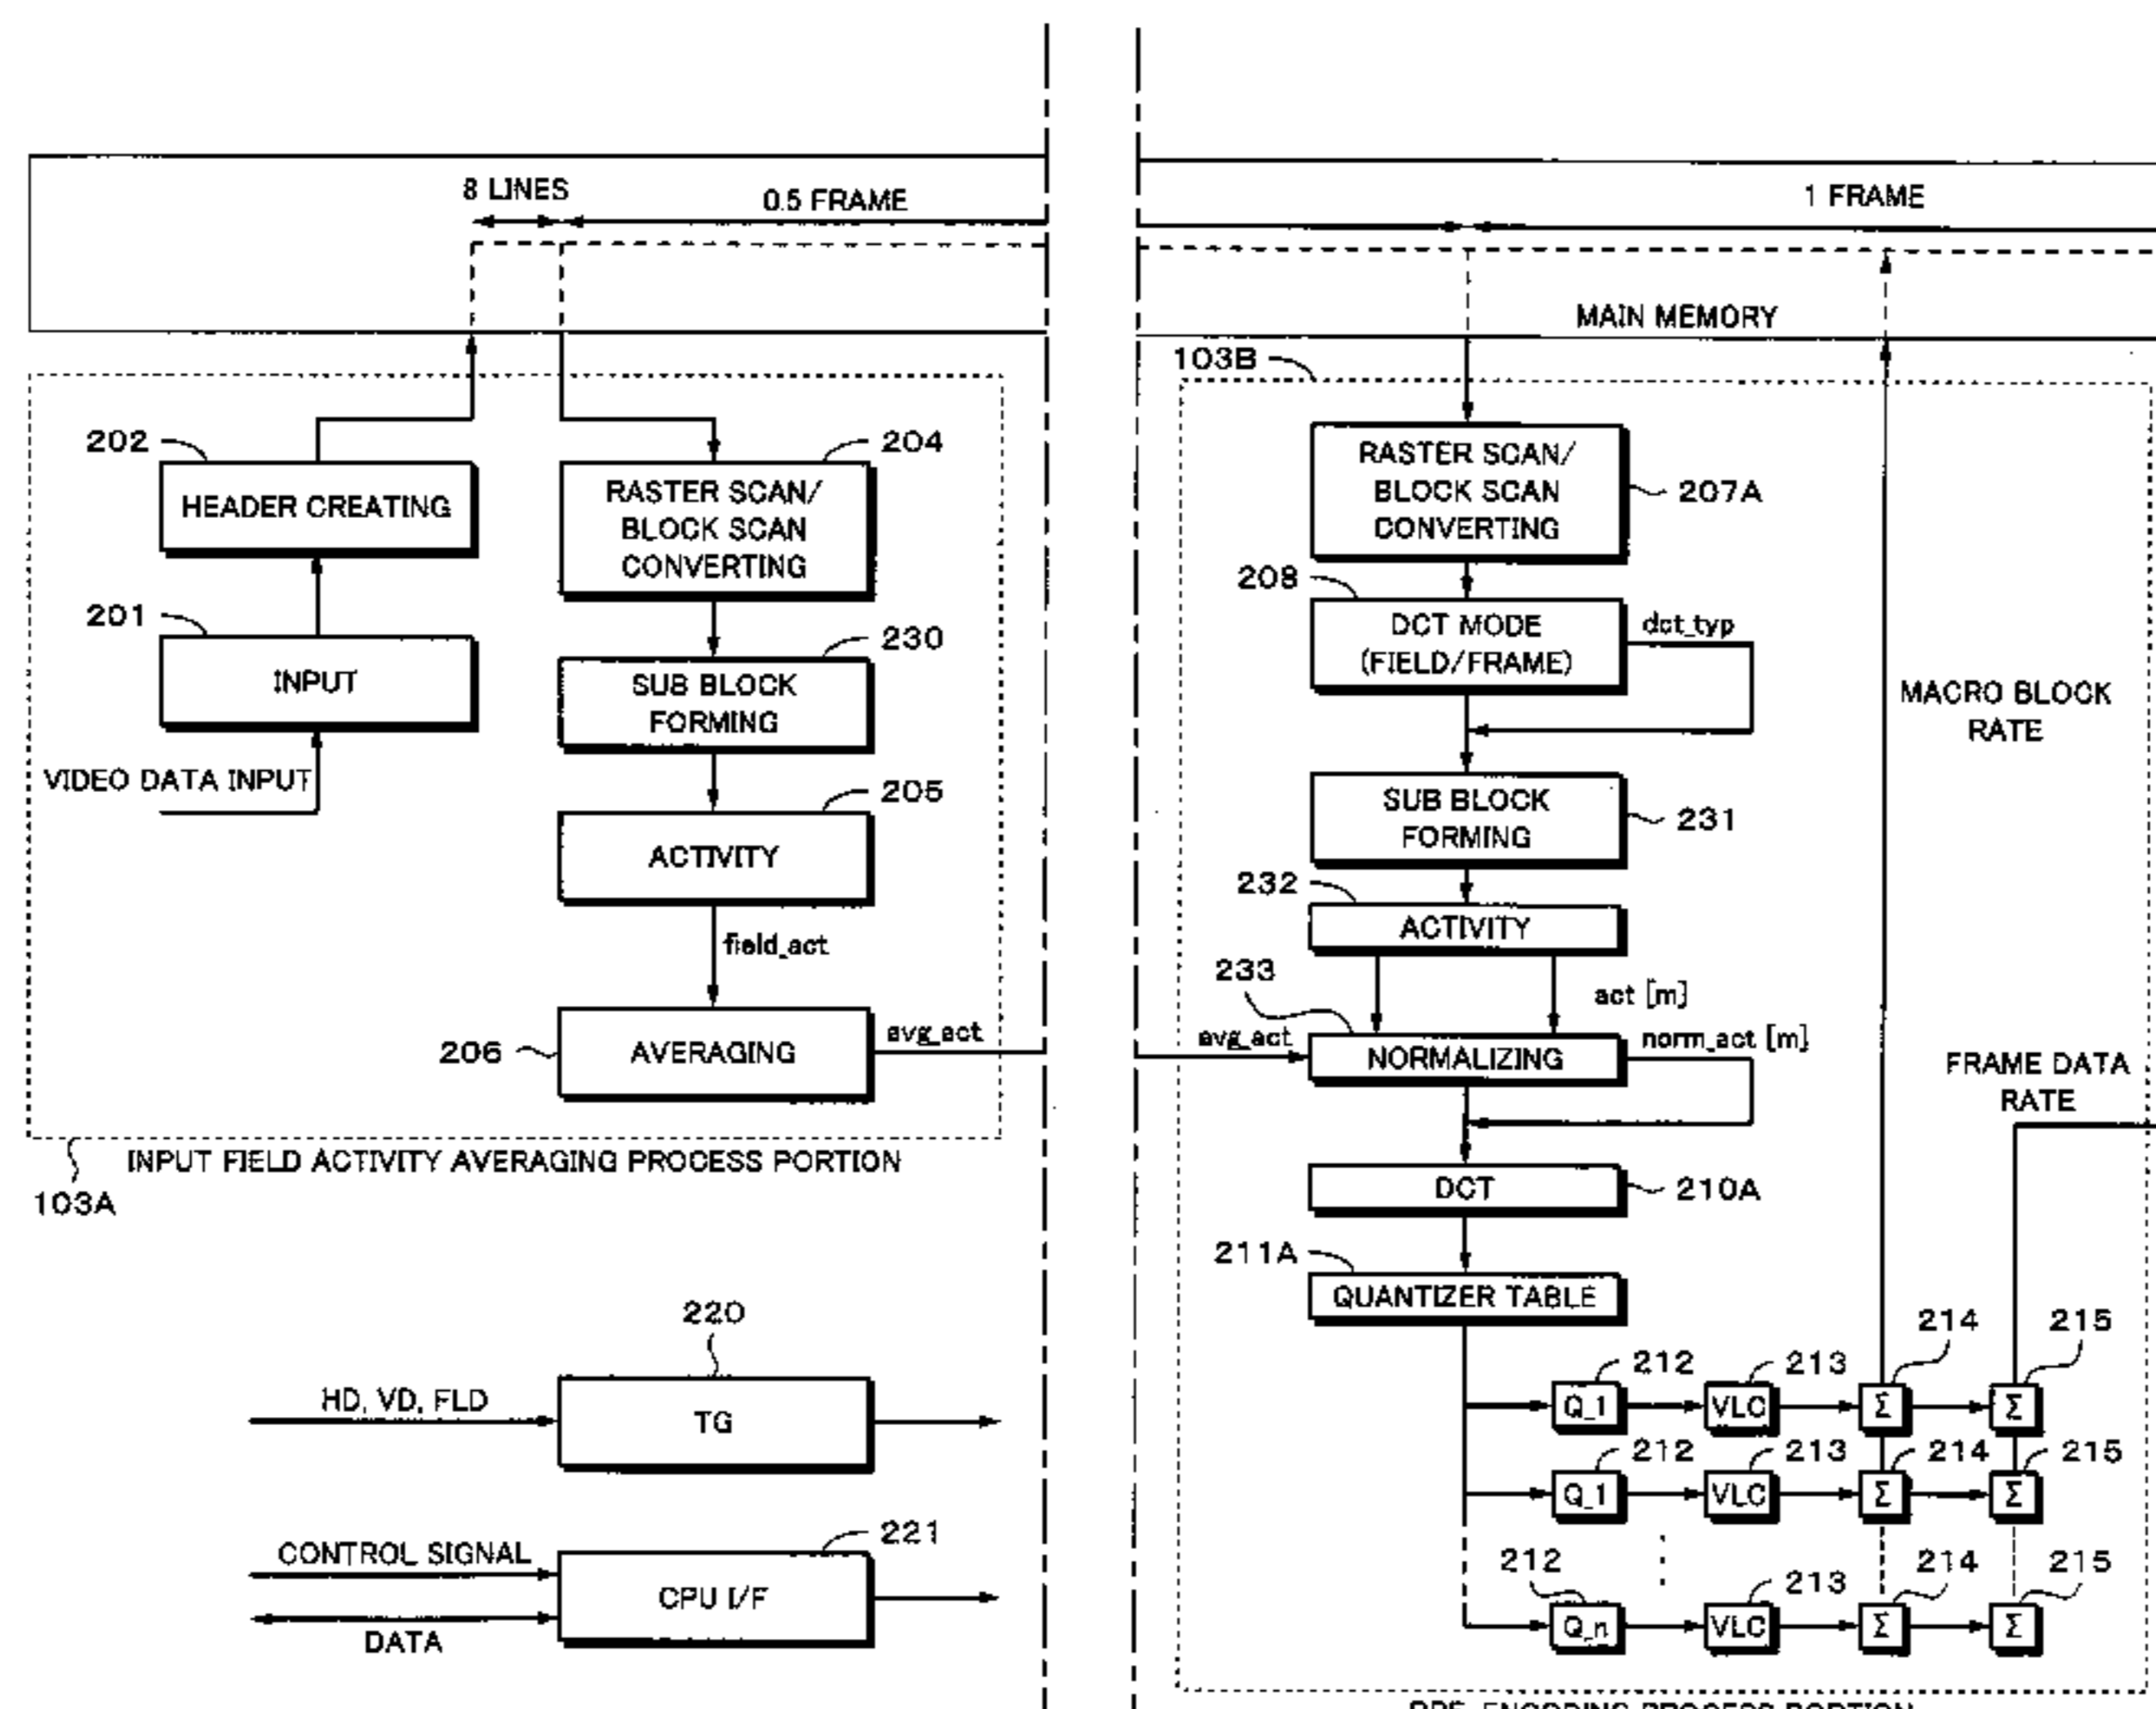 8 LINES
0.5 FRAME
1 FRAME
MAIN MEMORY
103B
202
HEADER CREATING
204
RASTER SCAN/
BLOCK SCAN
CONVERTING
201
INPUT
VIDEO DATA INPUT
230
SUB BLOCK
FORMING
205
ACTIVITY
field_act
206
AVERAGING
avg_act
INPUT FIELD ACTIVITY AVERAGING PROCESS PORTION
103A
220
HD, VD, FLD
TG
221
CONTROL SIGNAL
CPU I/F
DATA
RASTER SCAN/
BLOCK SCAN
CONVERTING
207A
208
DCT MODE
(FIELD/FRAME)
dct_typ
MACRO BLOCK
RATE
SUB BLOCK
FORMING
231
232
ACTIVITY
233
act [m]
avg_act
NORMALIZING
norm_act [m]
FRAME DATA
RATE
DCT
210A
211A
QUANTIZER TABLE
212 213 214 215
Q_1 VLC Σ Σ
212 213 214 215
Q_1 VLC Σ Σ
212 213 214 215
Q_n VLC Σ Σ
PRE-ENCODING PROCESS PORTION